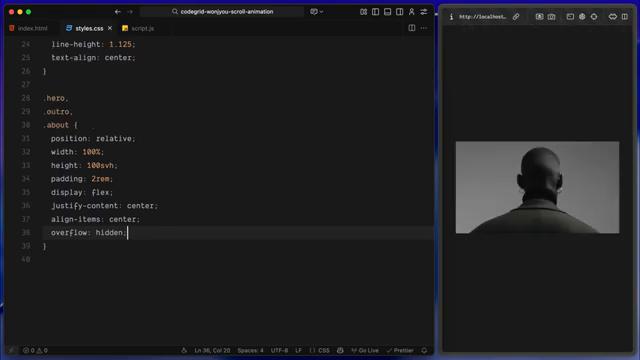 codegrid-wonjyou-scroll-animation
http://localhost...
index.html
styles.css
script.js
24 line-height: 1.125;
25 text-align: center;
26 }
27
28 .hero,
29 .outro,
30 .about {
31 position: relative;
32 width: 100%;
33 height: 100svh;
34 padding: 2rem;
35 display: flex;
36 justify-content: center;
37 align-items: center;
38 overflow: hidden;
39 }
40
0 0
Ln 36, Col 20
Spaces: 4
UTF-8
LF
{} CSS
Go Live
Prettier